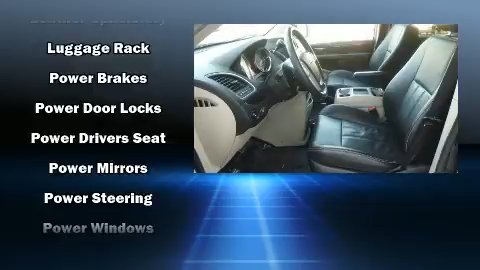 Luggage Rack
Power Brakes
Power Door Locks
Power Drivers Seat
Power Mirrors
Power Steering
Power Windows